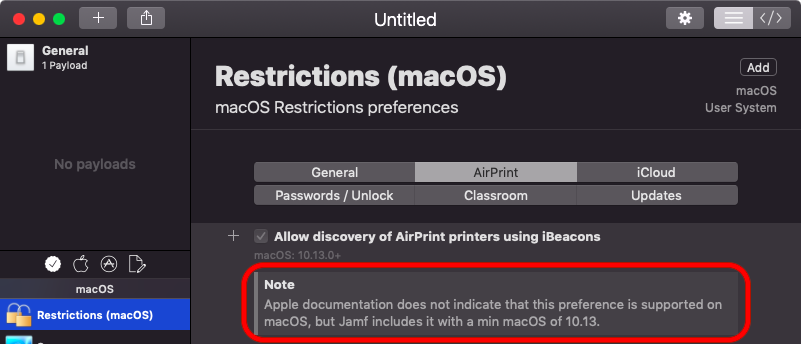 Untitled
General
1 Payload
No payloads
macOS
Restrictions (macOS)
Restrictions (macOS)
macOS Restrictions preferences
Add
macOS
User System
General AirPrint iCloud
Passwords / Unlock Classroom Updates
Allow discovery of AirPrint printers using iBeacons
macOS: 10.13.0+
Note
Apple documentation does not indicate that this preference is supported on
macOS, but Jamf includes it with a min macOS of 10.13.